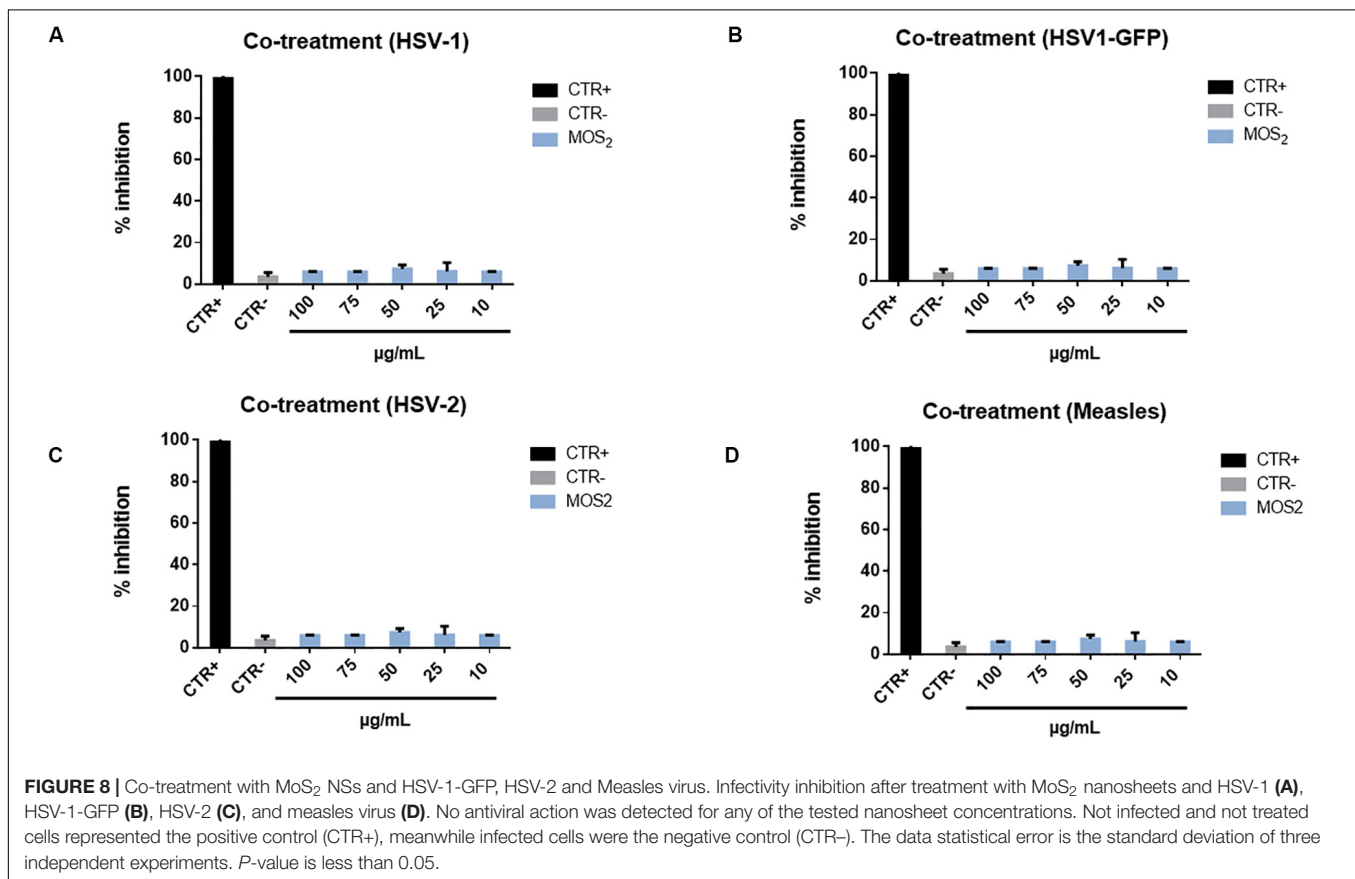 A
Co-treatment (HSV-1)
% inhibition
100
80
60
40
20
0
CTR+
CTR-
100
75
50
25
10
µg/mL
CTR+
CTR-
MOS₂
B
Co-treatment (HSV1-GFP)
% inhibition
100
80
60
40
20
0
CTR+
CTR-
100
75
50
25
10
µg/mL
CTR+
CTR-
MOS₂
C
Co-treatment (HSV-2)
% inhibition
100
80
60
40
20
0
CTR+
CTR-
100
75
50
25
10
µg/mL
CTR+
CTR-
MOS2
D
Co-treatment (Measles)
% inhibition
100
80
60
40
20
0
CTR+
CTR-
100
75
50
25
10
µg/mL
CTR+
CTR-
MOS2
FIGURE 8 | Co-treatment with MoS₂ NSs and HSV-1-GFP, HSV-2 and Measles virus. Infectivity inhibition after treatment with MoS₂ nanosheets and HSV-1 (A),
HSV-1-GFP (B), HSV-2 (C), and measles virus (D). No antiviral action was detected for any of the tested nanosheet concentrations. Not infected and not treated
cells represented the positive control (CTR+), meanwhile infected cells were the negative control (CTR–). The data statistical error is the standard deviation of three
independent experiments. P-value is less than 0.05.